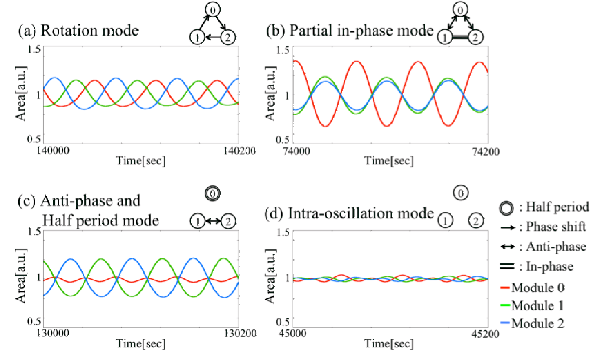 0
1 2
(a) Rotation mode
1.5
1
0.5
Area[a.u.]
140000 140200
Time[sec]
0
1 2
(b) Partial in-phase mode
1.5
1
0.5
Area[a.u.]
74000 74200
Time[sec]
0
1 2
(c) Anti-phase and
Half period mode
1.5
1
0.5
Area[a.u.]
130000 130200
Time[sec]
0
1 2
(d) Intra-oscillation mode
1.5
1
0.5
Area[a.u.]
45000 45200
Time[sec]
: Half period
: Phase shift
: Anti-phase
: In-phase
Module 0
Module 1
Module 2